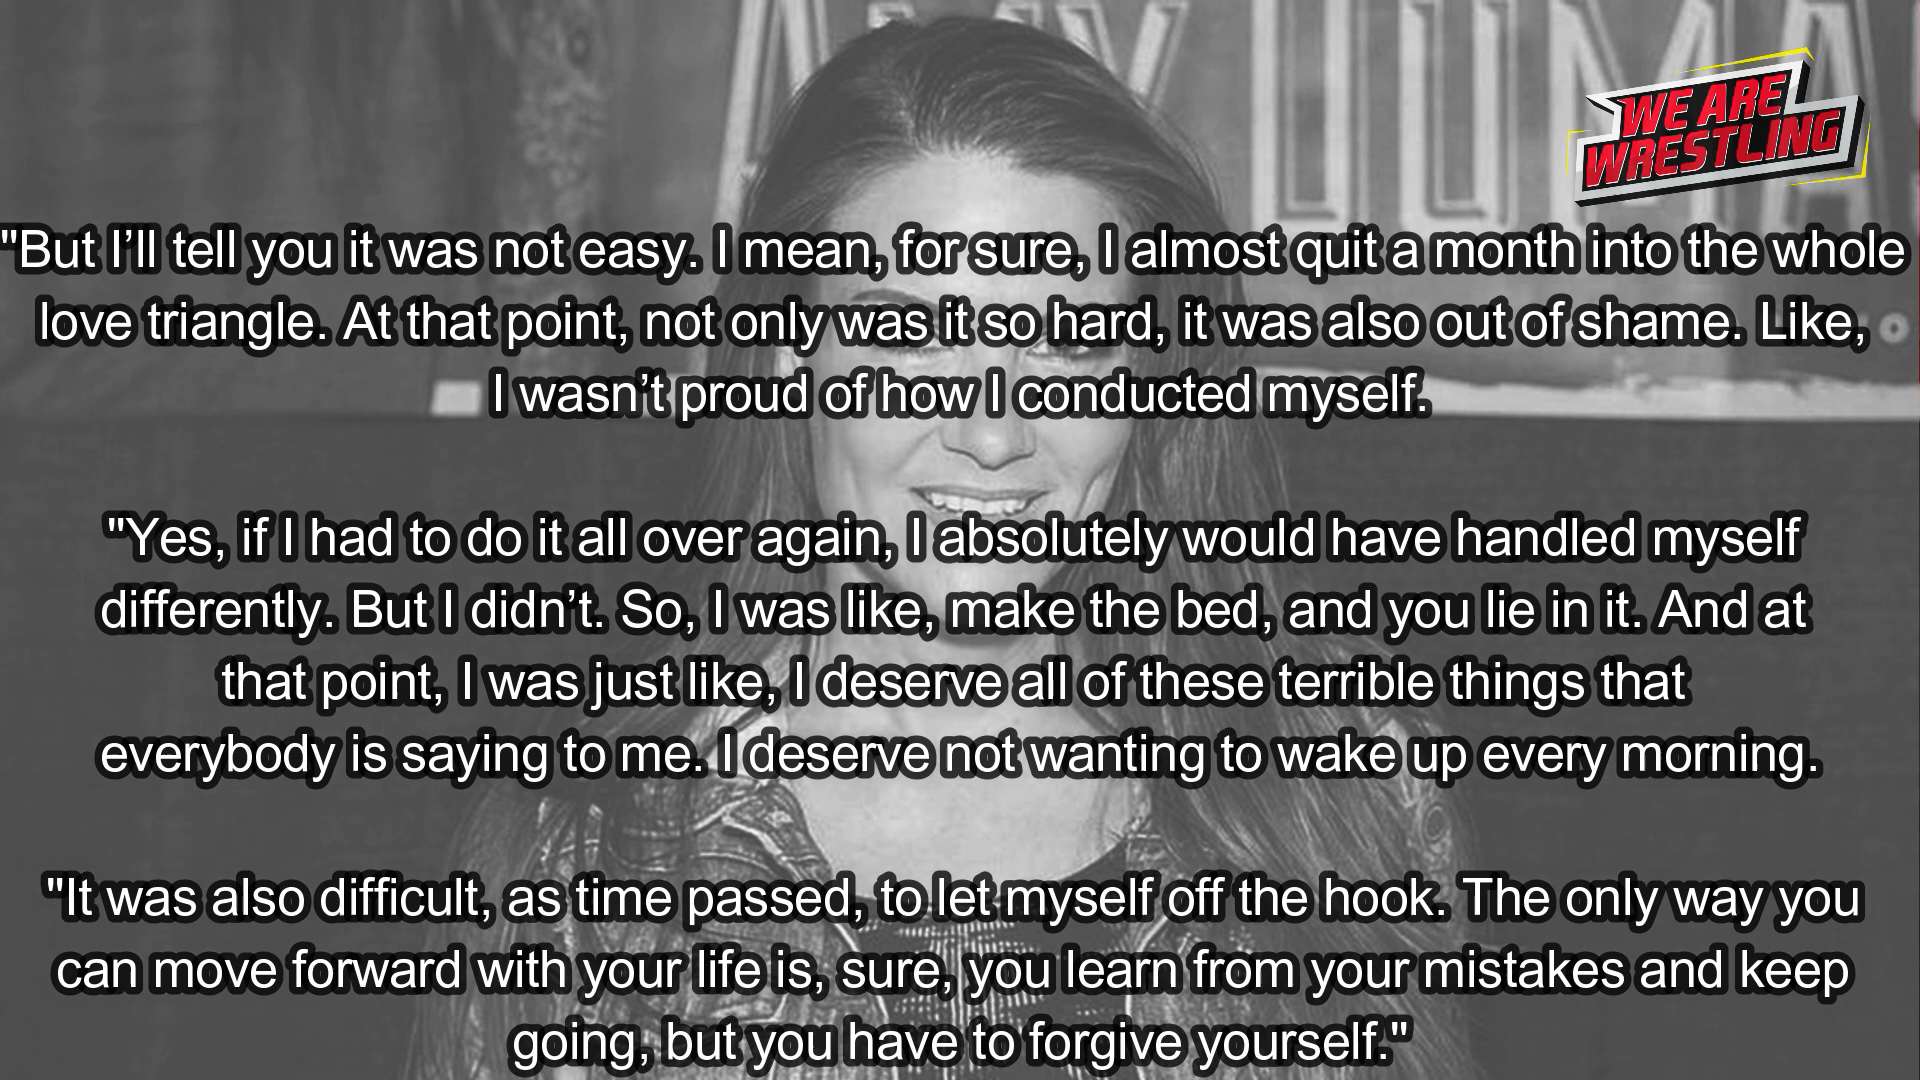 AMY DUMA
WE ARE
WRESTLING
"But I’ll tell you it was not easy. I mean, for sure, I almost quit a month into the whole
love triangle. At that point, not only was it so hard, it was also out of shame. Like,
I wasn’t proud of how I conducted myself.
"Yes, if I had to do it all over again, I absolutely would have handled myself
differently. But I didn’t. So, I was like, make the bed, and you lie in it. And at
that point, I was just like, I deserve all of these terrible things that
everybody is saying to me. I deserve not wanting to wake up every morning.
"It was also difficult, as time passed, to let myself off the hook. The only way you
can move forward with your life is, sure, you learn from your mistakes and keep
going, but you have to forgive yourself."